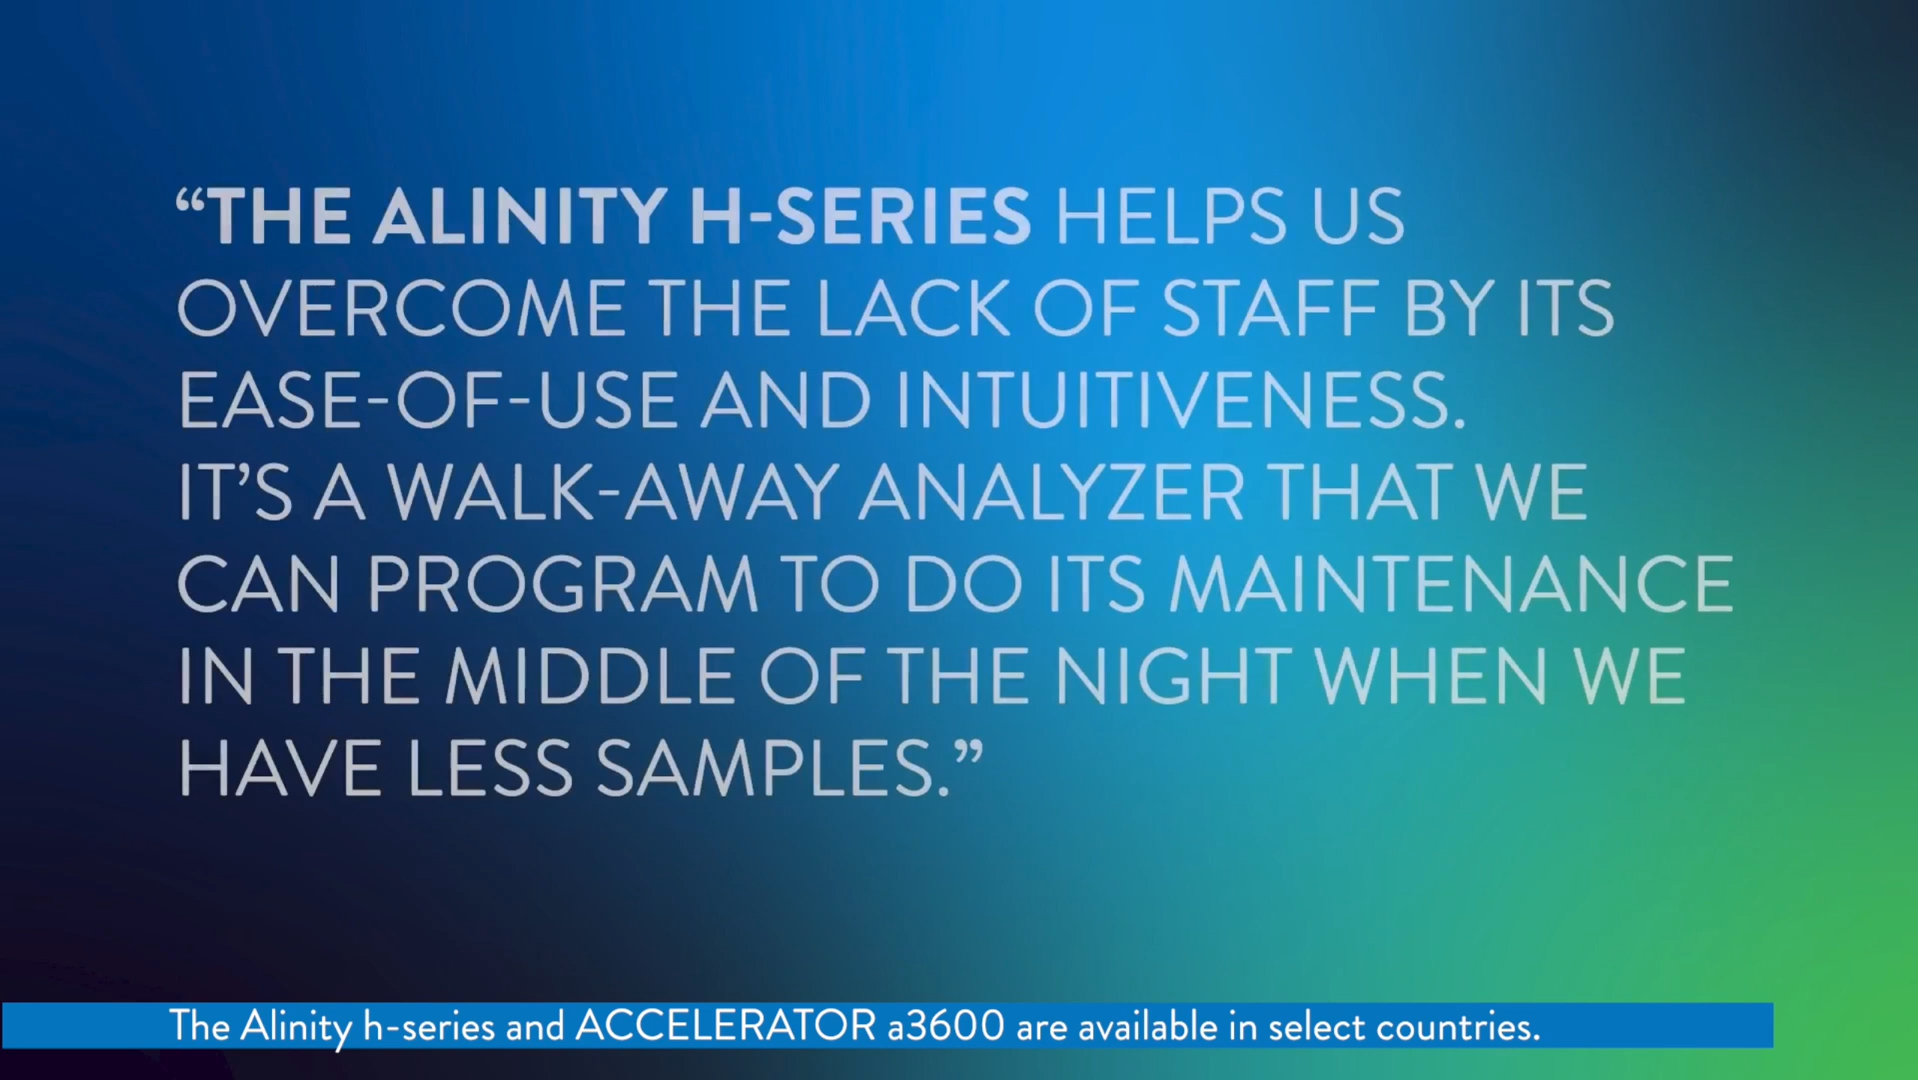 “THE ALINITY H-SERIES HELPS US
OVERCOME THE LACK OF STAFF BY ITS
EASE-OF-USE AND INTUITIVENESS.
IT’S A WALK-AWAY ANALYZER THAT WE
CAN PROGRAM TO DO ITS MAINTENANCE
IN THE MIDDLE OF THE NIGHT WHEN WE
HAVE LESS SAMPLES.”
The Alinity h-series and ACCELERATOR a3600 are available in select countries.